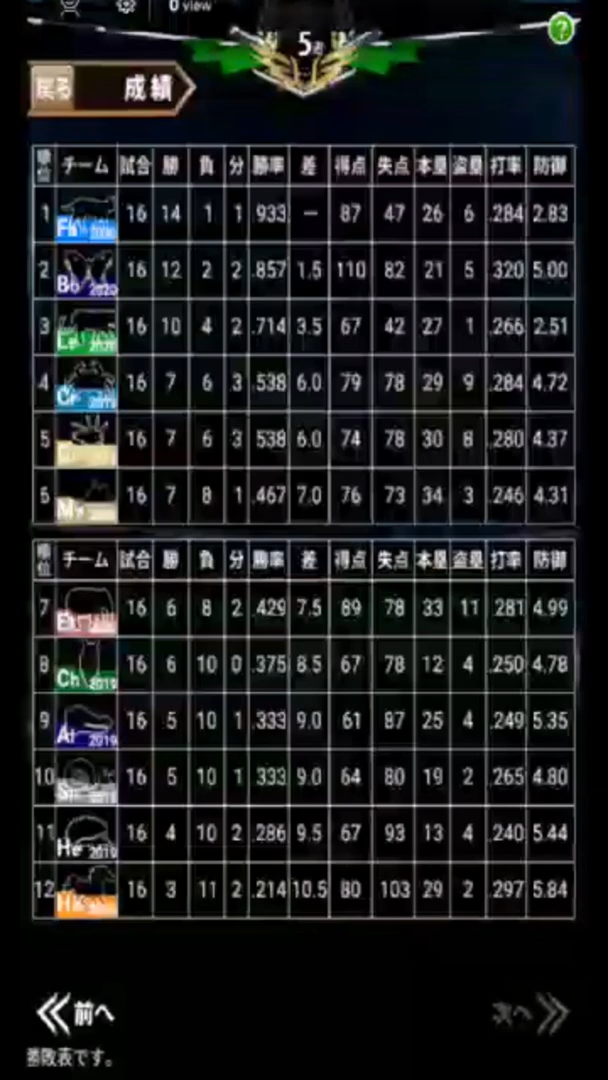 0 view
5
?
戻る 成績
順位 チーム 試合 勝 負 分 勝率 差 得点 失点 本塁 盗塁 打率 防御
1 16 14 1 1 .933 − 87 47 26 6 .284 2.83
2 Bu 2020 16 12 2 2 .857 1.5 110 82 21 5 .320 5.00
3 16 10 4 2 .714 3.5 67 42 27 1 .266 2.51
4 Cr 2019 16 7 6 3 .538 6.0 79 78 29 9 .284 4.72
5 16 7 6 3 .538 6.0 74 78 30 8 .280 4.37
6 16 7 8 1 .467 7.0 76 73 34 3 .246 4.31
順位 チーム 試合 勝 負 分 勝率 差 得点 失点 本塁 盗塁 打率 防御
7 16 6 8 2 .429 7.5 89 78 33 11 .281 4.99
8 Ch 2019 16 6 10 0 .375 8.5 67 78 12 4 .250 4.78
9 2019 16 5 10 1 .333 9.0 61 87 25 4 .249 5.35
10 16 5 10 1 .333 9.0 64 80 19 2 .265 4.80
11 He 2019 16 4 10 2 .286 9.5 67 93 13 4 .240 5.44
12 16 3 11 2 .214 10.5 80 103 29 2 .297 5.84
前へ 次へ
勝敗表です。